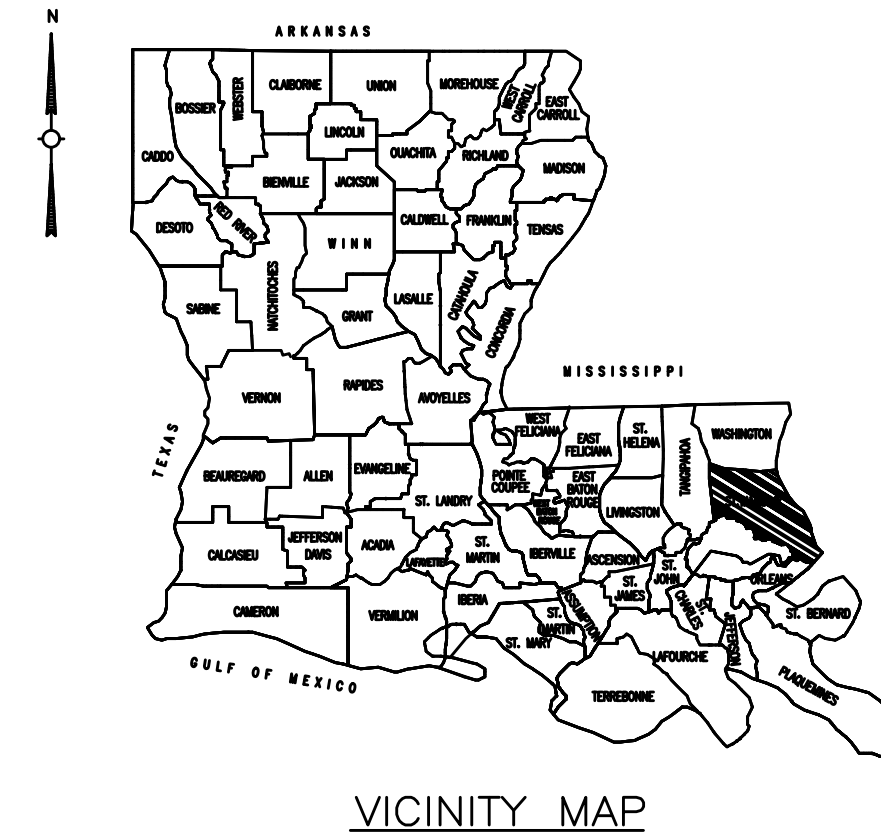 N
ARKANSAS
CLAIBORNE
UNION
MOREHOUSE
WEST
CARROLL
EAST
CARROLL
BOSSIER
WEBSTER
LINCOLN
CADDO
OUACHITA
RICHLAND
MADISON
BIENVILLE
JACKSON
DESOTO
RED RIVER
CALDWELL
FRANKLIN
TENSAS
WINN
NATCHITOCHES
SABINE
GRANT
LASALLE
CATAHOULA
CONCORDIA
MISSISSIPPI
VERNON
RAPIDES
AVOYELLES
TEXAS
WEST
FELICIANA
EAST
FELICIANA
ST.
HELENA
TANGIPAHOA
WASHINGTON
BEAUREGARD
ALLEN
EVANGELINE
ST. LANDRY
POINTE
COUPEE
EAST
BATON
ROUGE
WEST
BATON
ROUGE
LIVINGSTON
CALCASIEU
JEFFERSON
DAVIS
ACADIA
LAFAYETTE
ST.
MARTIN
IBERVILLE
ASCENSION
ST.
JOHN
ST.
JAMES
ORLEANS
CAMERON
VERMILION
IBERIA
ST.
MARTIN
ASSUMPTION
ST.
CHARLES
JEFFERSON
ST. BERNARD
ST. MARY
LAFOURCHE
PLAQUEMINES
TERREBONNE
GULF OF MEXICO
VICINITY MAP